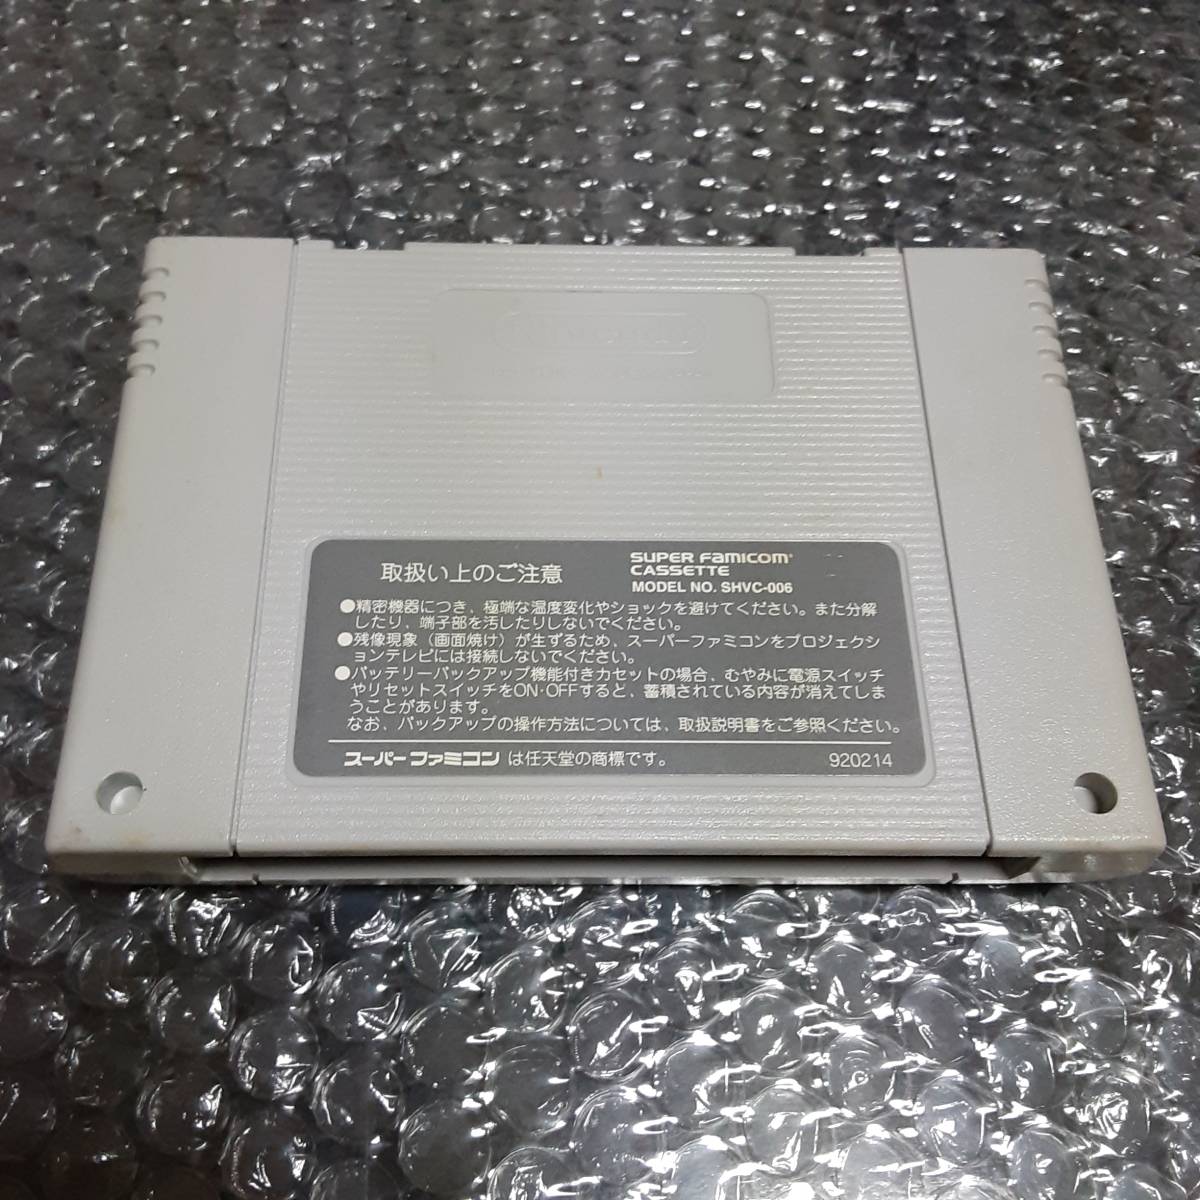 Nintendo
取扱い上のご注意
SUPER FAMICOM
CASSETTE
MODEL NO. SHVC-006
●精密機器につき、極端な温度変化やショックを避けてください。また分解
したり、端子部を汚したりしないでください。
●残像現象（画面焼け）が生ずるため、スーパーファミコンをプロジェクシ
ョンテレビには接続しないでください。
●バッテリーバックアップ機能付きカセットの場合、むやみに電源スイッチ
やリセットスイッチをON・OFFすると、蓄積されている内容が消えてしま
うことがあります。
なお、バックアップの操作方法については、取扱説明書をご参照ください。
スーパーファミコン は任天堂の商標です。
920214